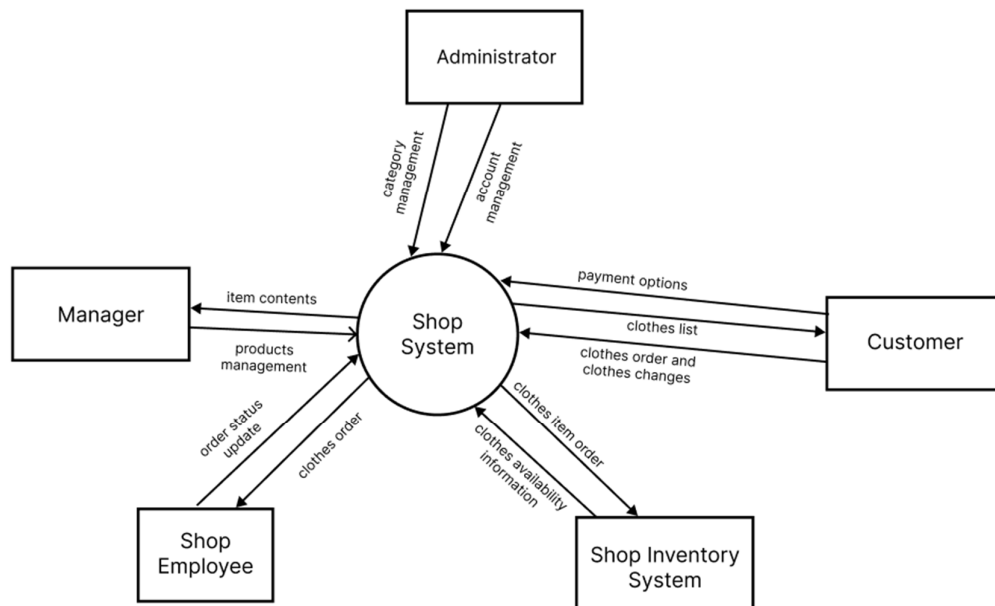 Administrator
category
management
account
management
payment options
Manager
item contents
Shop
System
clothes list
Customer
products
management
clothes order and
clothes changes
order status
update
clothes order
clothes item order
clothes availability
information
Shop
Employee
Shop Inventory
System